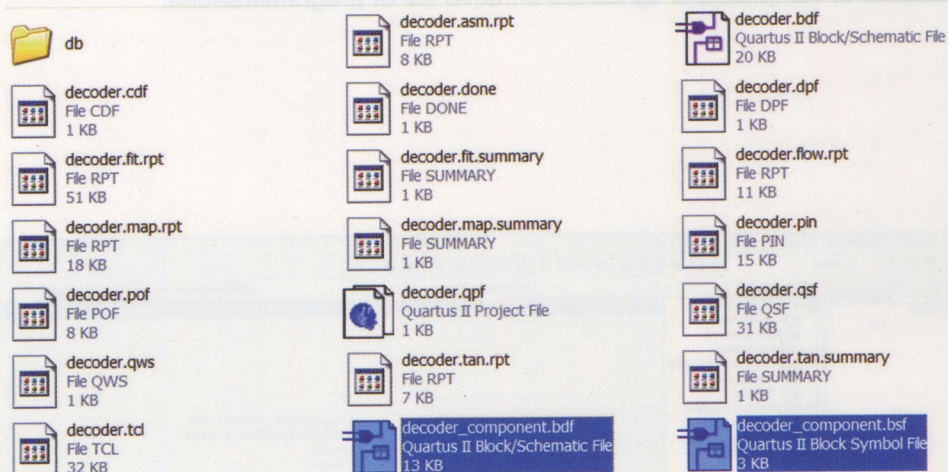 db
decoder.asm.rpt
File RPT
8 KB
decoder.bdf
Quartus II Block/Schematic File
20 KB
decoder.cdf
File CDF
1 KB
decoder.done
File DONE
1 KB
decoder.dpf
File DPF
1 KB
decoder.fit.rpt
File RPT
51 KB
decoder.fit.summary
File SUMMARY
1 KB
decoder.flow.rpt
File RPT
11 KB
decoder.map.rpt
File RPT
18 KB
decoder.map.summary
File SUMMARY
1 KB
decoder.pin
File PIN
15 KB
decoder.pof
File POF
8 KB
decoder.qpf
Quartus II Project File
1 KB
decoder.qsf
File QSF
31 KB
decoder.qws
File QWS
1 KB
decoder.tan.rpt
File RPT
7 KB
decoder.tan.summary
File SUMMARY
1 KB
decoder.tcl
File TCL
32 KB
decoder_component.bdf
Quartus II Block/Schematic File
13 KB
decoder_component.bsf
Quartus II Block Symbol File
3 KB